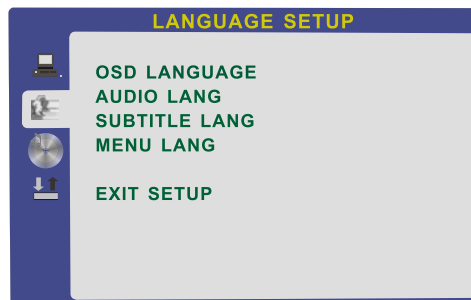 LANGUAGE SETUP
OSD LANGUAGE
AUDIO LANG
SUBTITLE LANG
MENU LANG
EXIT SETUP